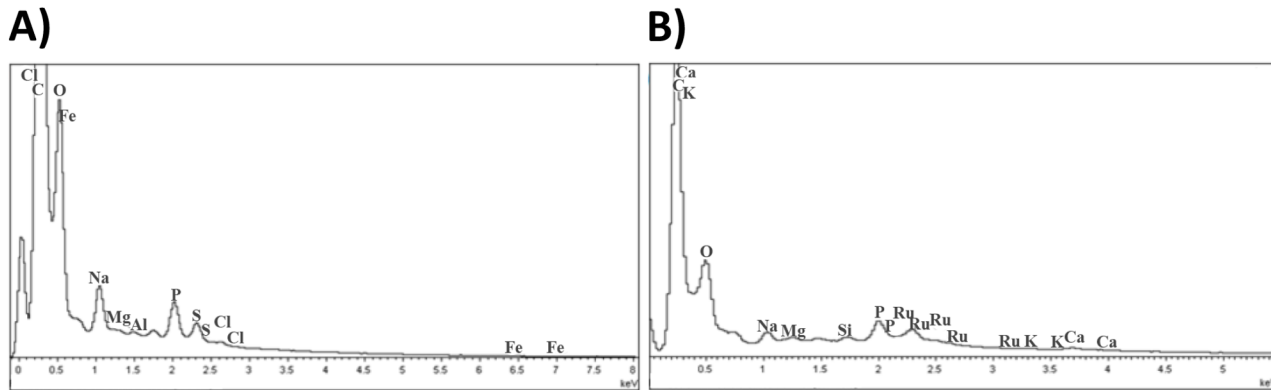 A)
B)
Cl
C
O
Fe
Na
Mg
Al
P
S
S
Cl
Cl
Fe
Fe
0 0.5 1 1.5 2 2.5 3 3.5 4 4.5 5 5.5 6 6.5 7 7.5 8
keV
Ca
C
K
O
Na
Mg
Si
P
P
Ru
Ru
Ru
Ru
Ru
K
K
Ca
Ca
0.5 1 1.5 2 2.5 3 3.5 4 4.5 5
keV